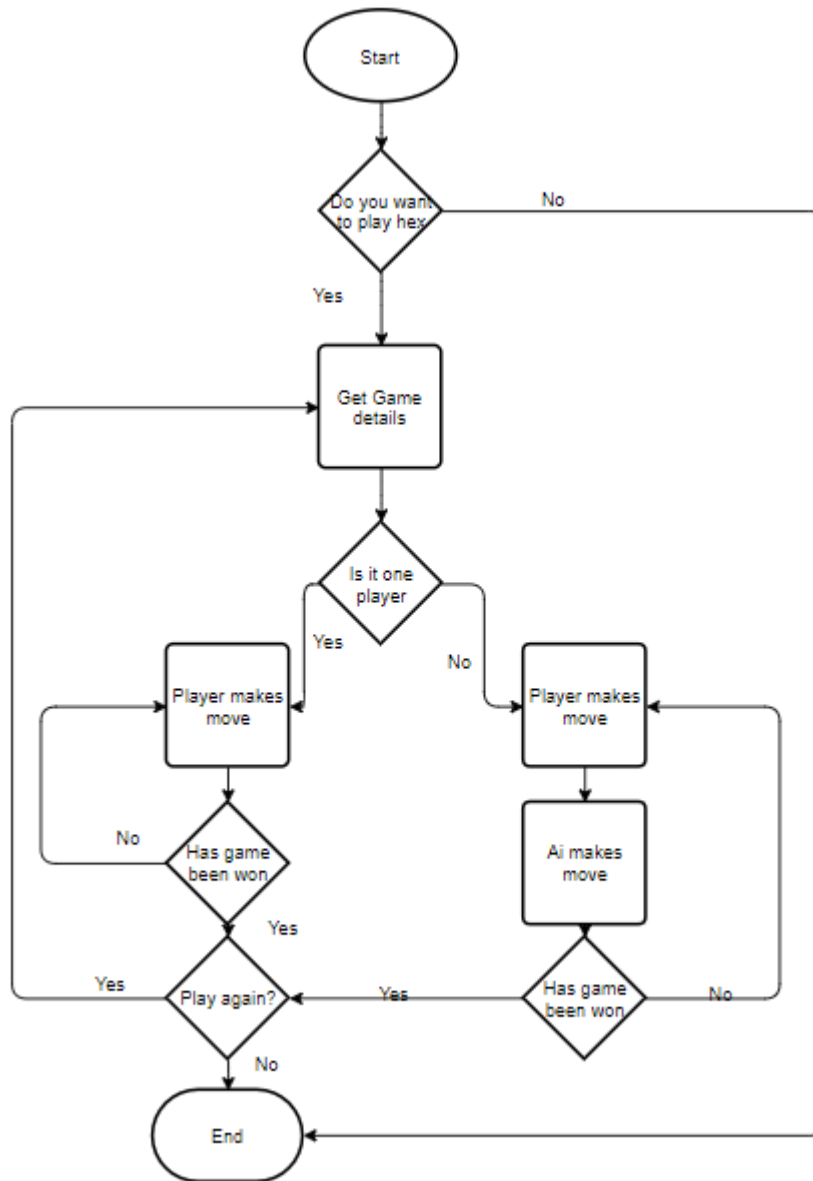 Start
Do you want
to play hex
No
Yes
Get Game
details
Is it one
player
Yes
No
Player makes
move
Player makes
move
No
Has game
been won
Ai makes
move
Yes
Yes
Play again?
Yes
Has game
been won
No
No
End